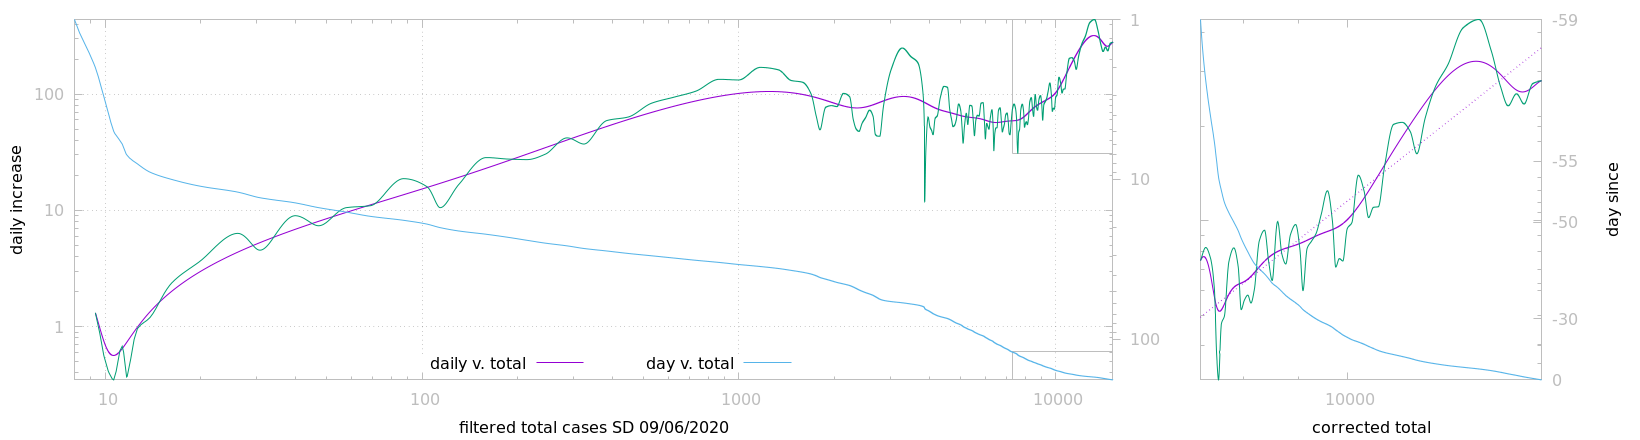 daily increase
100
10
1
1
10
100
daily v. total
day v. total
10
100
1000
10000
filtered total cases SD 09/06/2020
-59
-55
-50
-30
0
day since
10000
corrected total